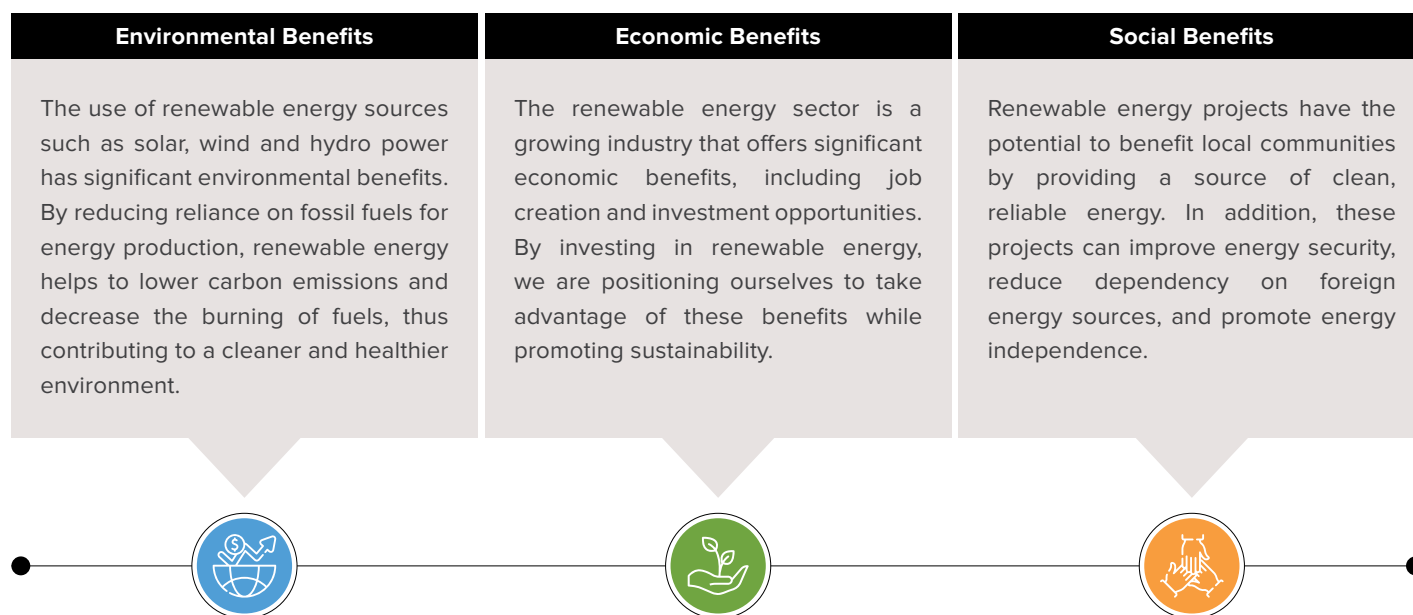 Environmental Benefits
The use of renewable energy sources
such as solar, wind and hydro power
has significant environmental benefits.
By reducing reliance on fossil fuels for
energy production, renewable energy
helps to lower carbon emissions and
decrease the burning of fuels, thus
contributing to a cleaner and healthier
environment.
Economic Benefits
The renewable energy sector is a
growing industry that offers significant
economic benefits, including job
creation and investment opportunities.
By investing in renewable energy,
we are positioning ourselves to take
advantage of these benefits while
promoting sustainability.
Social Benefits
Renewable energy projects have the
potential to benefit local communities
by providing a source of clean,
reliable energy. In addition, these
projects can improve energy security,
reduce dependency on foreign
energy sources, and promote energy
independence.
$